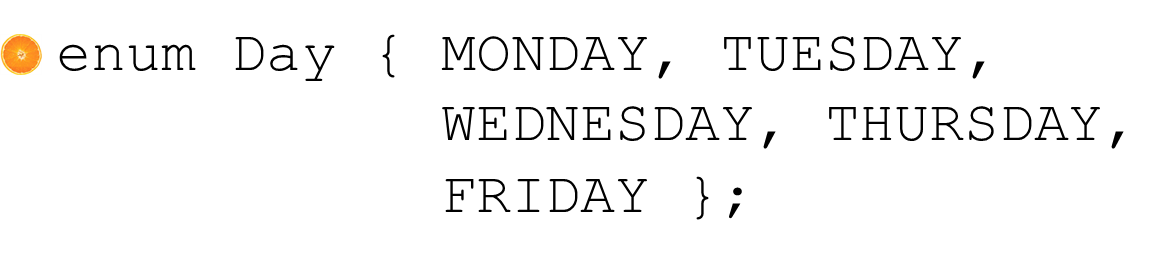 enum Day { MONDAY, TUESDAY,
WEDNESDAY, THURSDAY,
FRIDAY };